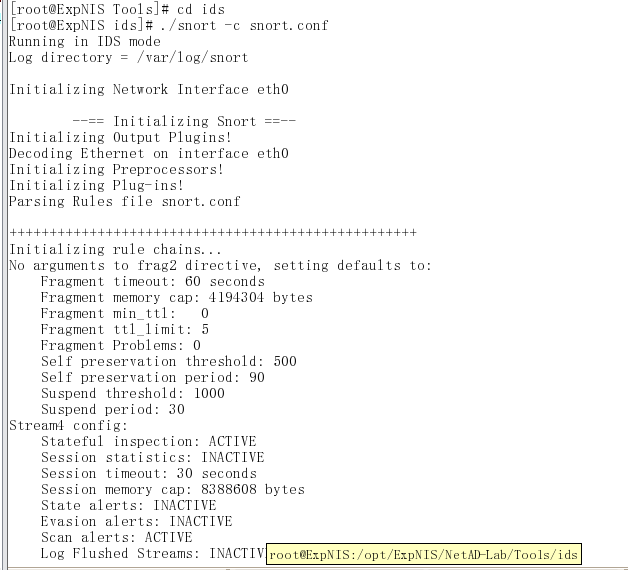 [root@ExpNIS Tools]# cd ids
[root@ExpNIS ids]# ./snort -c snort.conf
Running in IDS mode
Log directory = /var/log/snort
Initializing Network Interface eth0
--== Initializing Snort ==--
Initializing Output Plugins!
Decoding Ethernet on interface eth0
Initializing Preprocessors!
Initializing Plug-ins!
Parsing Rules file snort.conf
+++++++++++++++++++++++++++++++++++++++++++++++++++
Initializing rule chains...
No arguments to frag2 directive, setting defaults to:
Fragment timeout: 60 seconds
Fragment memory cap: 4194304 bytes
Fragment min_ttl:   0
Fragment ttl_limit: 5
Fragment Problems: 0
Self preservation threshold: 500
Self preservation period: 90
Suspend threshold: 1000
Suspend period: 30
Stream4 config:
Stateful inspection: ACTIVE
Session statistics: INACTIVE
Session timeout: 30 seconds
Session memory cap: 8388608 bytes
State alerts: INACTIVE
Evasion alerts: INACTIVE
Scan alerts: ACTIVE
Log Flushed Streams: INACTIV
root@ExpNIS:/opt/ExpNIS/NetAD-Lab/Tools/ids